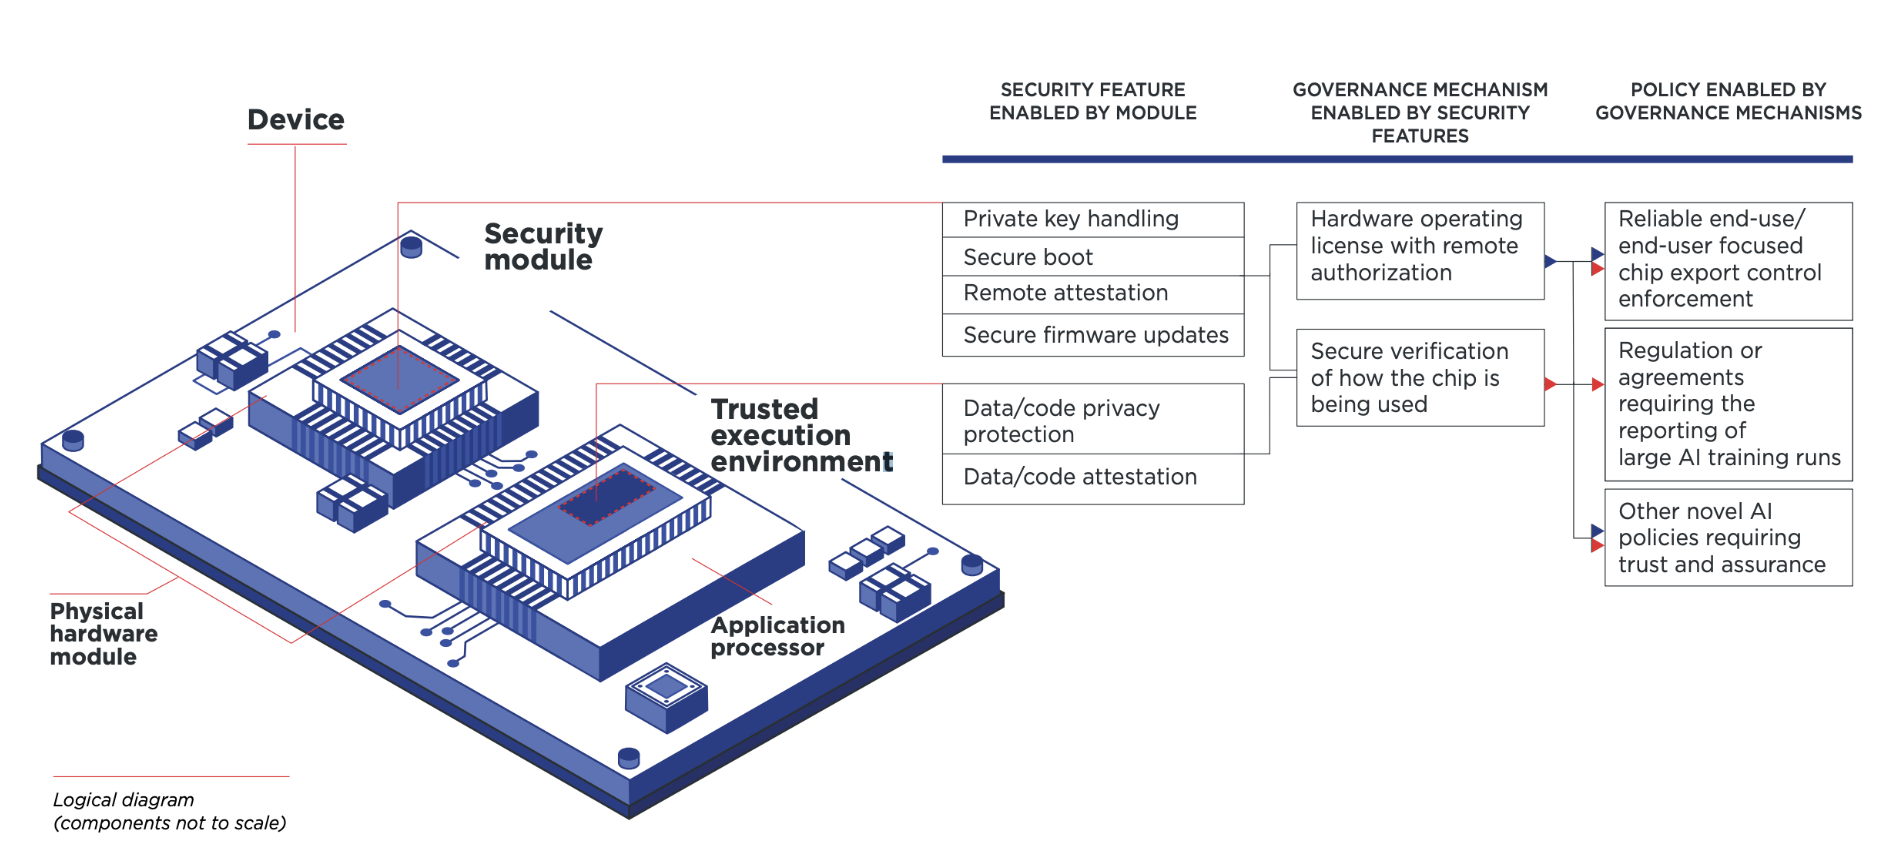 Device
Security
module
Trusted
execution
environment
Physical
hardware
module
Application
processor
Logical diagram
(components not to scale)
SECURITY FEATURE
ENABLED BY MODULE
Private key handling
Secure boot
Remote attestation
Secure firmware updates
Data/code privacy
protection
Data/code attestation
GOVERNANCE MECHANISM
ENABLED BY SECURITY
FEATURES
Hardware operating
license with remote
authorization
Secure verification
of how the chip is
being used
POLICY ENABLED BY
GOVERNANCE MECHANISMS
Reliable end-use/
end-user focused
chip export control
enforcement
Regulation or
agreements
requiring the
reporting of
large AI training runs
Other novel AI
policies requiring
trust and assurance